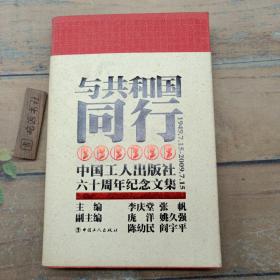 与共和国
同行
1949.7.15-2009.7.15
中国工人出版社
六十周年纪念文集
主编 李庆堂 张帆
副主编 庞洋 姚久强
陈幼民 阎宇平
中国工人出版社